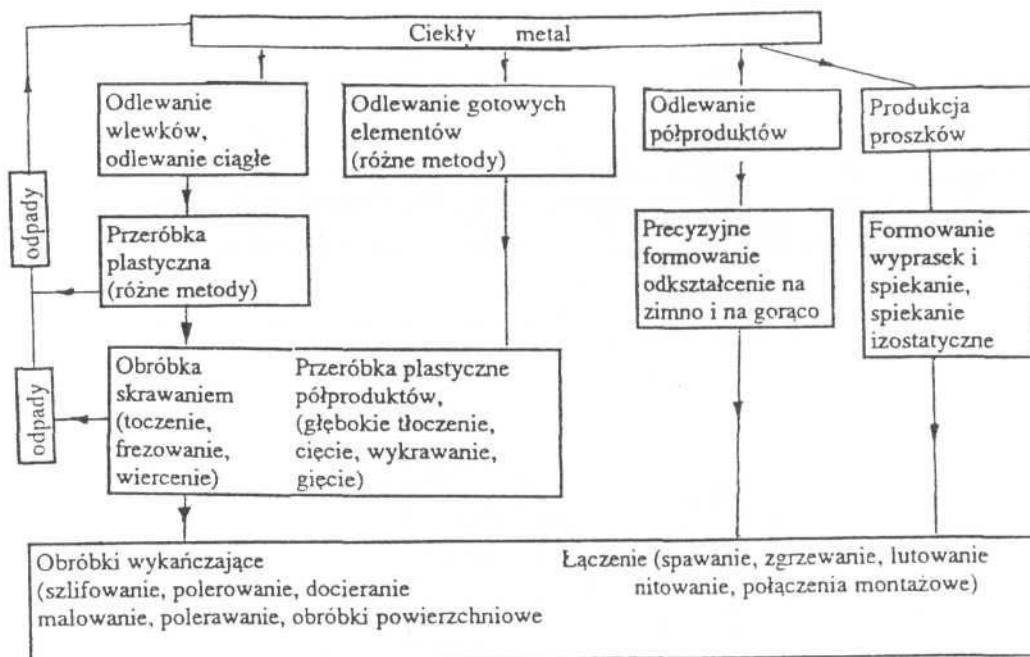 Ciekły metal
Odlewanie
wlewków,
odlewanie ciągłe
Odlewanie gotowych
elementów
(różne metody)
Odlewanie
półproduktów
Produkcja
proszków
odpady
Przeróbka
plastyczna
(różne metody)
Precyzyjne
formowanie
odkształcenie na
zimno i na gorąco
Formowanie
wyprasek i
spiekanie,
spiekanie
izostatyczne
odpady
Obróbka
skrawaniem
(toczenie,
frezowanie,
wiercenie)
Przeróbka plastyczne
półproduktów,
(głębokie tłoczenie,
cięcie, wykrawanie,
gięcie)
Obróbki wykańczające
(szlifowanie, polerowanie, docieranie
malowanie, polerawanie, obróbki powierzchniowe
Łączenie (spawanie, zgrzewanie, lutowanie
nitowanie, połączenia montażowe)